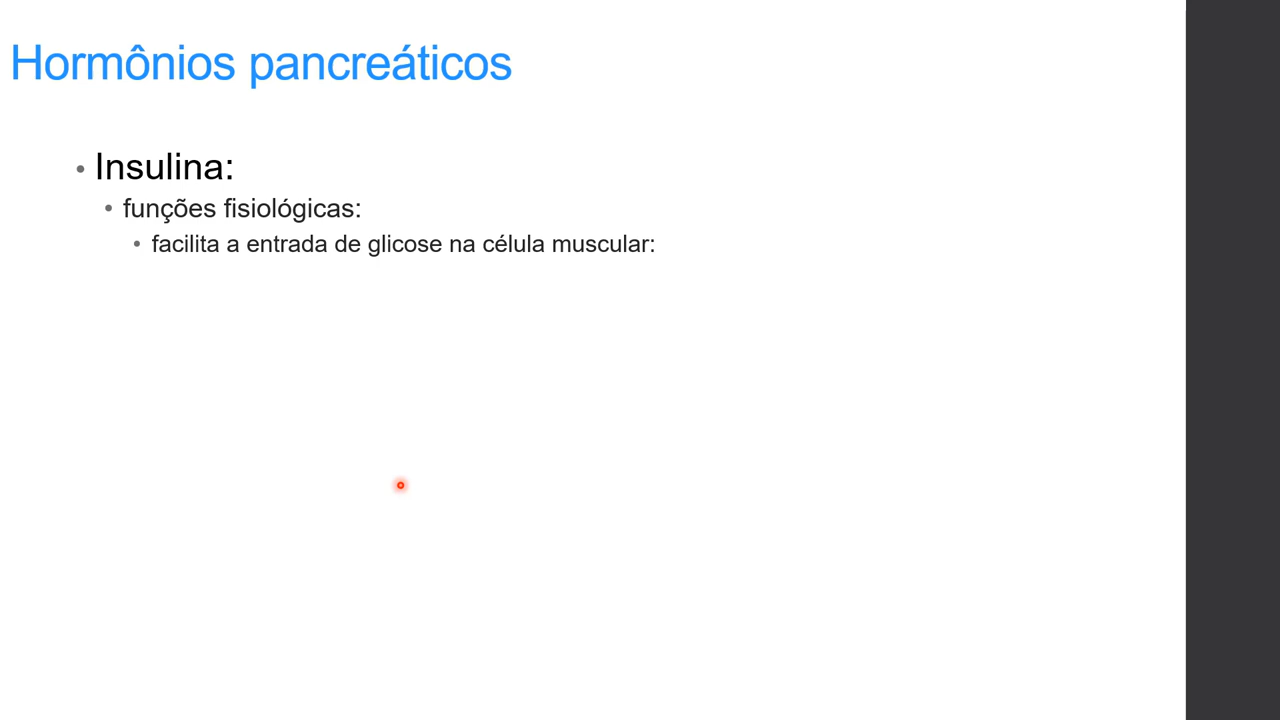 Hormônios pancreáticos
• Insulina:
• funções fisiológicas:
• facilita a entrada de glicose na célula muscular: